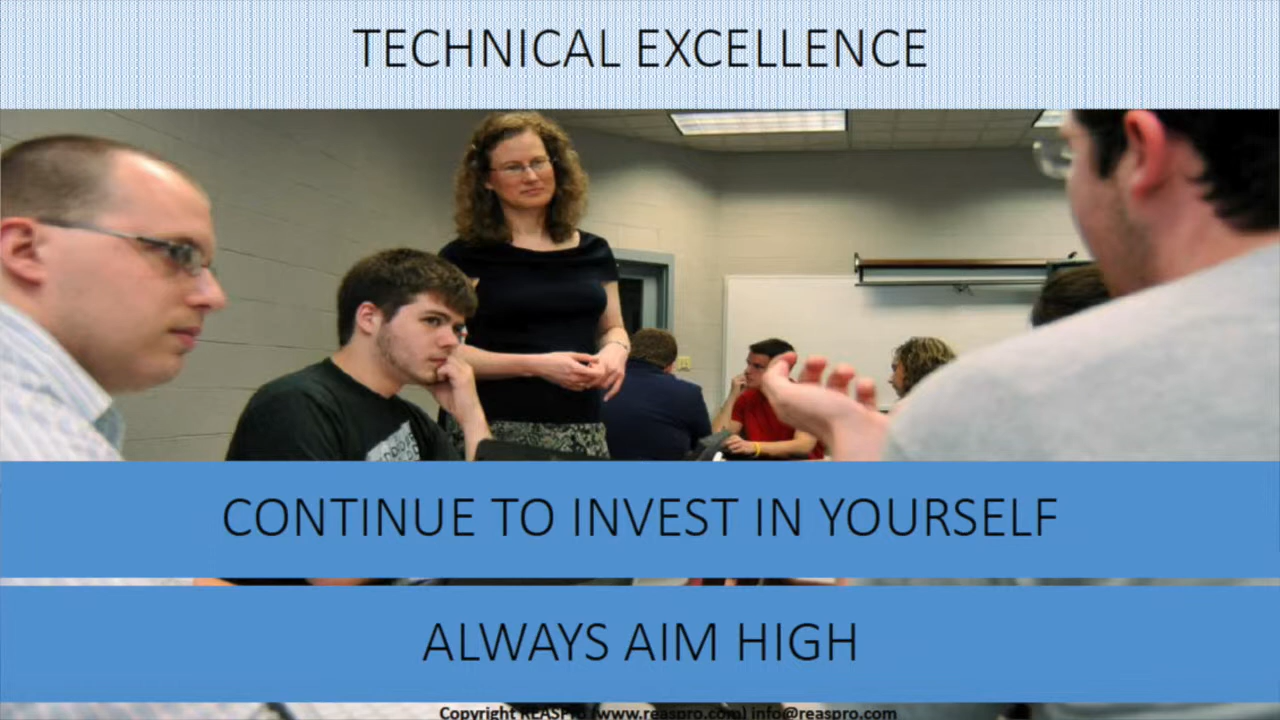 TECHNICAL EXCELLENCE
CONTINUE TO INVEST IN YOURSELF
ALWAYS AIM HIGH
Copyright REASPro (www.reaspro.com) info@reaspro.com